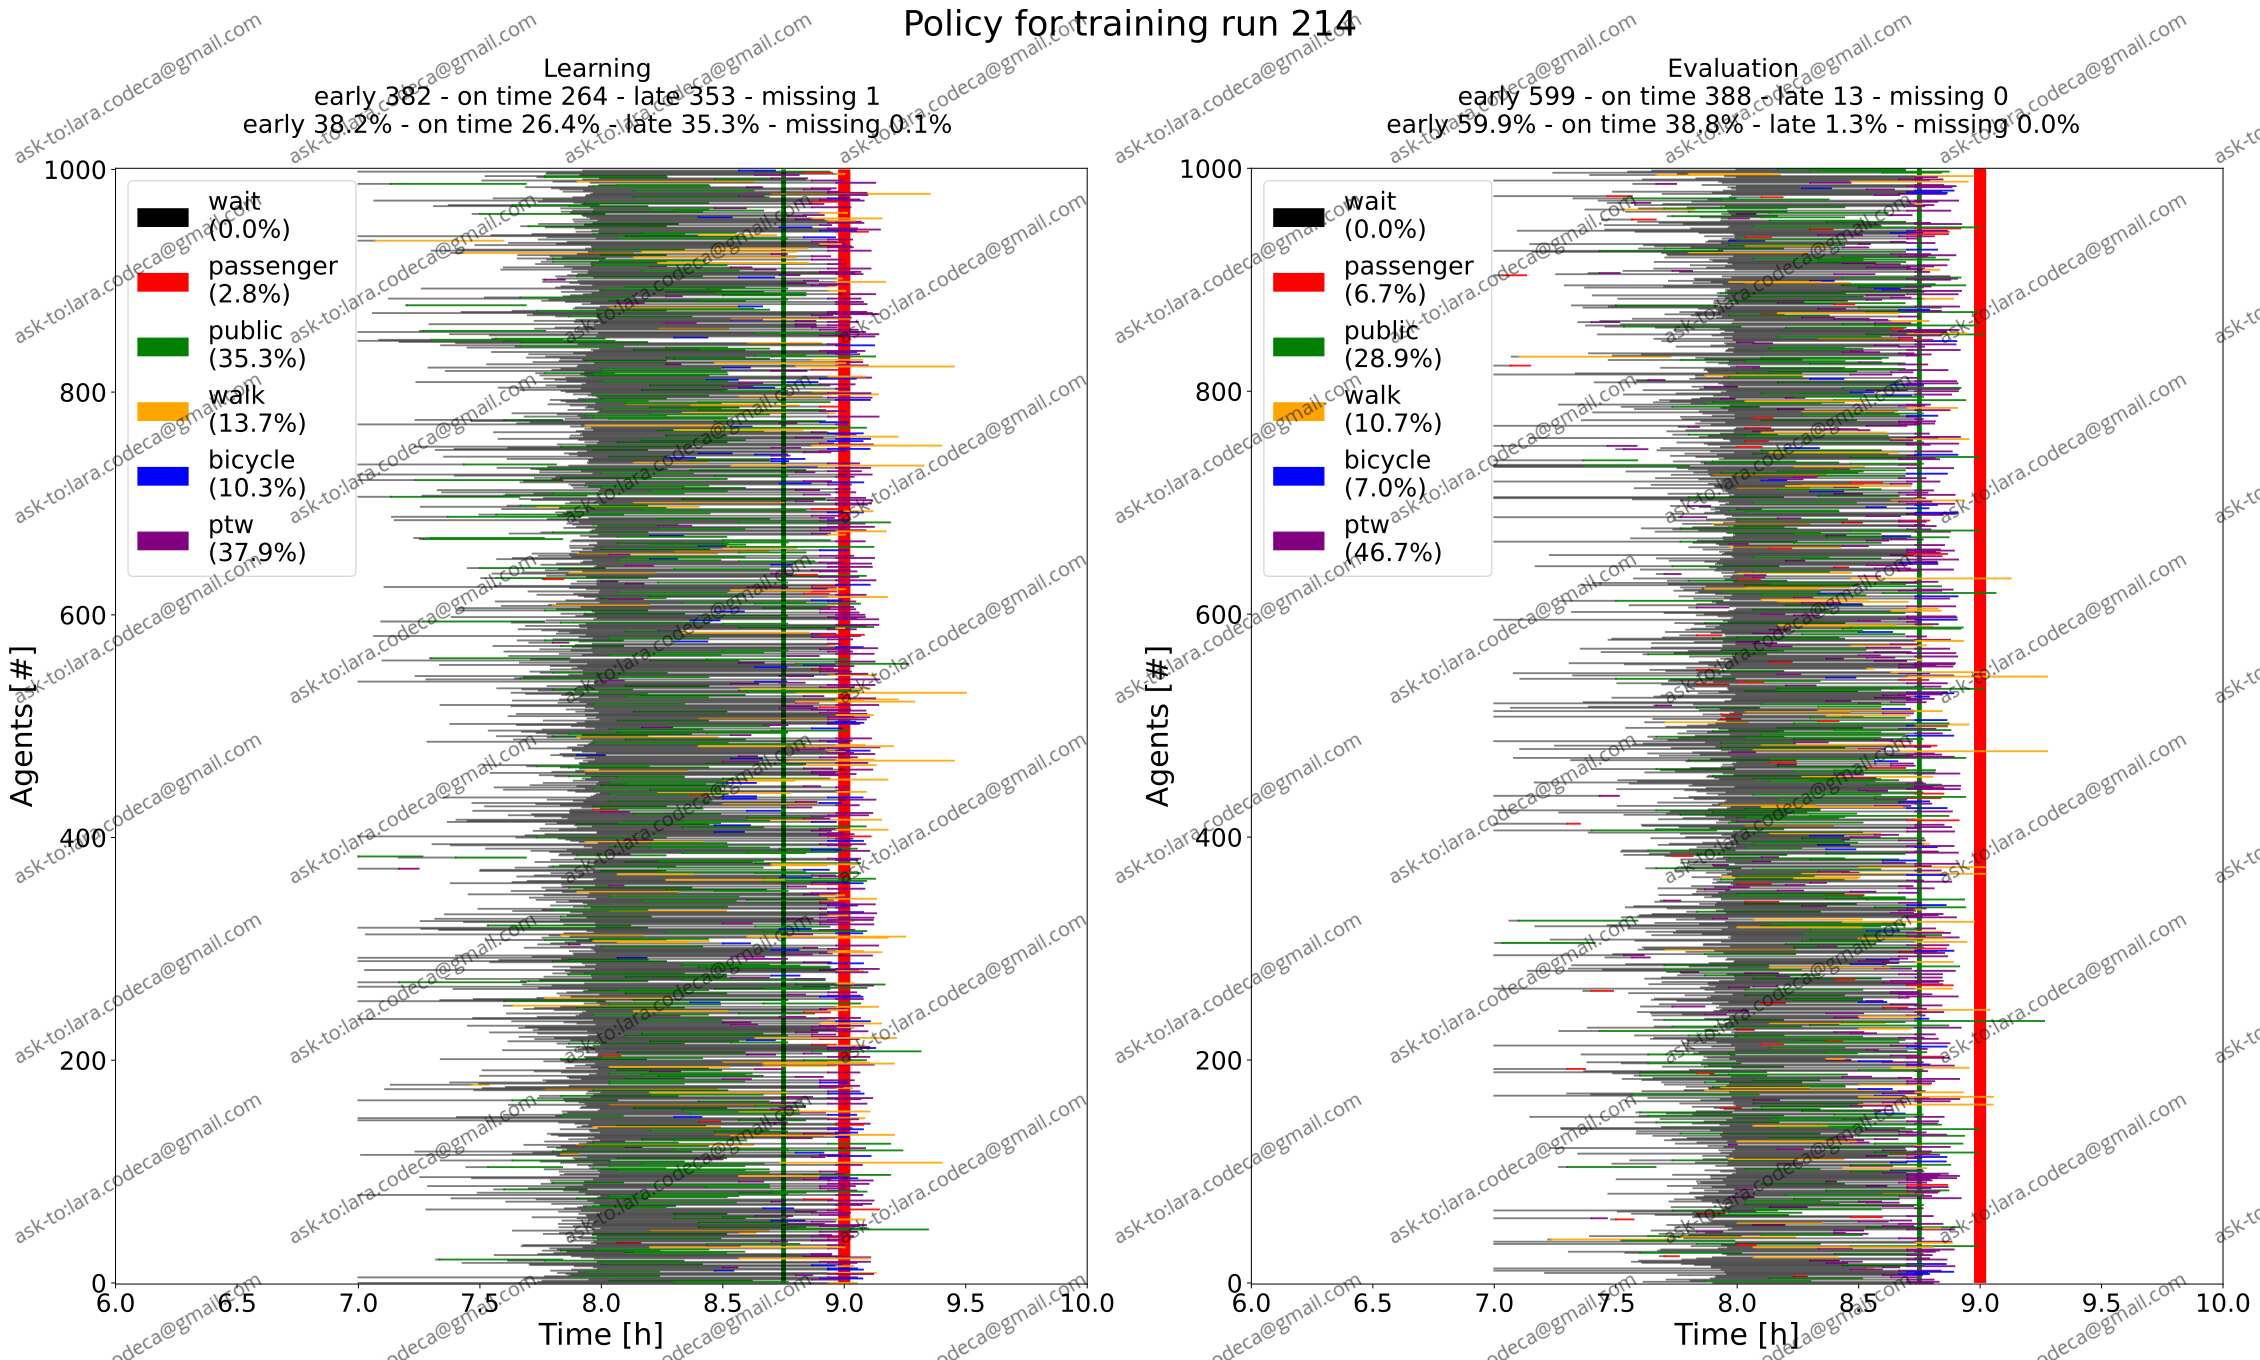 Policy for training run 214
Learning
early 382 - on time 264 - late 353 - missing 1
early 38.2% - on time 26.4% - late 35.3% - missing 0.1%
1000
800
600
400
200
0
Agents [#]
wait
(0.0%)
passenger
(2.8%)
public
(35.3%)
walk
(13.7%)
bicycle
(10.3%)
ptw
(37.9%)
6.0 6.5 7.0 7.5 8.0 8.5 9.0 9.5 10.0
Time [h]
Evaluation
early 599 - on time 388 - late 13 - missing 0
early 59.9% - on time 38.8% - late 1.3% - missing 0.0%
1000
800
600
400
200
0
Agents [#]
wait
(0.0%)
passenger
(6.7%)
public
(28.9%)
walk
(10.7%)
bicycle
(7.0%)
ptw
(46.7%)
6.0 6.5 7.0 7.5 8.0 8.5 9.0 9.5 10.0
Time [h]
ask-to:lara.codeca@gmail.com